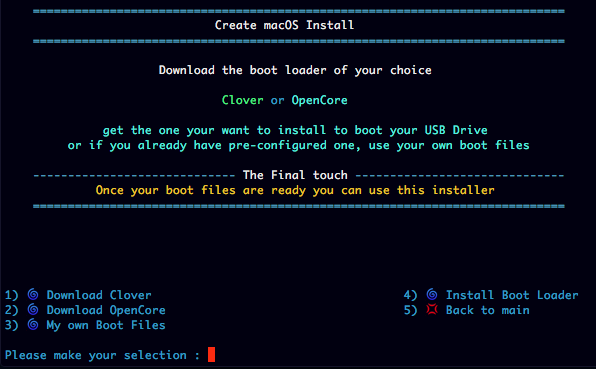 Create macOS Install
Download the boot loader of your choice
Clover or OpenCore
get the one your want to install to boot your USB Drive
or if you already have pre-configured one, use your own boot files
The Final touch
Once your boot files are ready you can use this installer
1) Download Clover
4) Install Boot Loader
2) Download OpenCore
5) Back to main
3) My own Boot Files
Please make your selection :